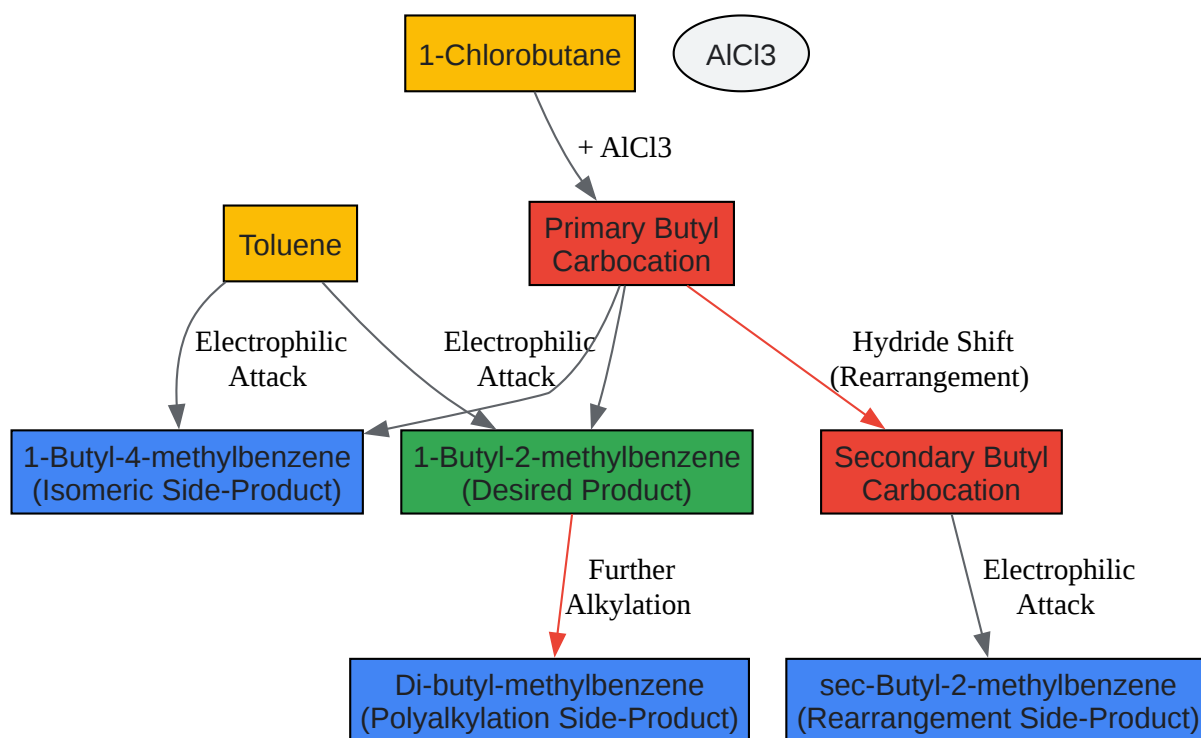 1-Chlorobutane
AlCl3
+ AlCl3
Toluene
Primary Butyl
Carbocation
Electrophilic
Attack
Electrophilic
Attack
Hydride Shift
(Rearrangement)
1-Butyl-4-methylbenzene
(Isomeric Side-Product)
1-Butyl-2-methylbenzene
(Desired Product)
Secondary Butyl
Carbocation
Further
Alkylation
Electrophilic
Attack
Di-butyl-methylbenzene
(Polyalkylation Side-Product)
sec-Butyl-2-methylbenzene
(Rearrangement Side-Product)